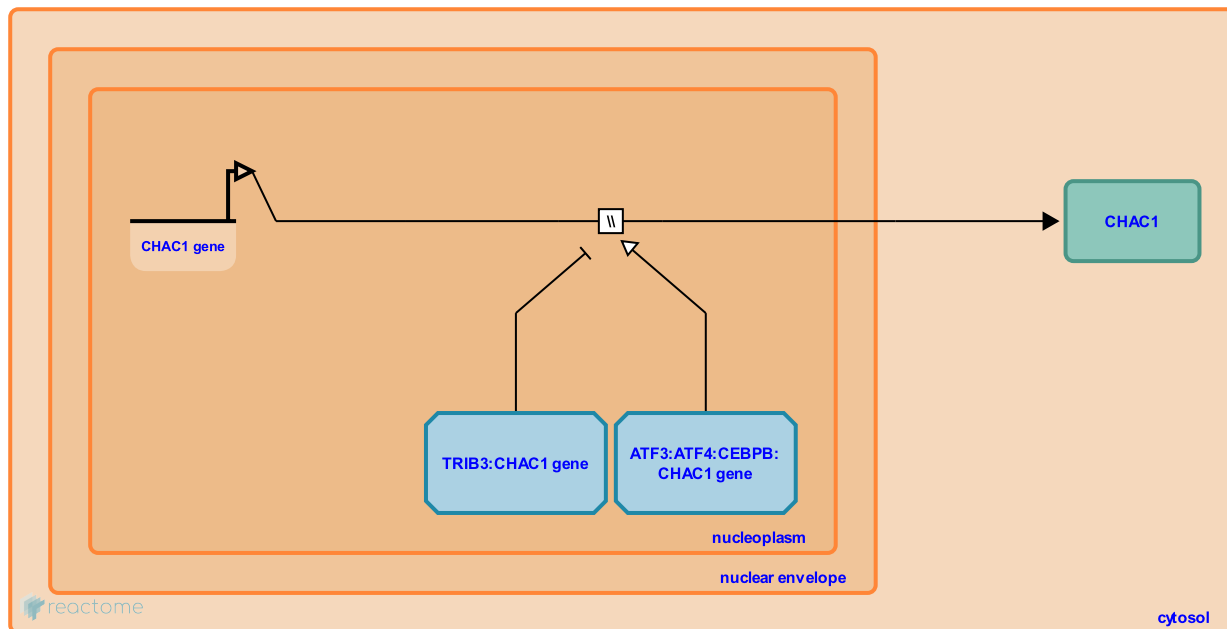 CHAC1 gene
\\
CHAC1
TRIB3:CHAC1 gene
ATF3:ATF4:CEBPB:
CHAC1 gene
nucleoplasm
nuclear envelope
reactome
cytosol